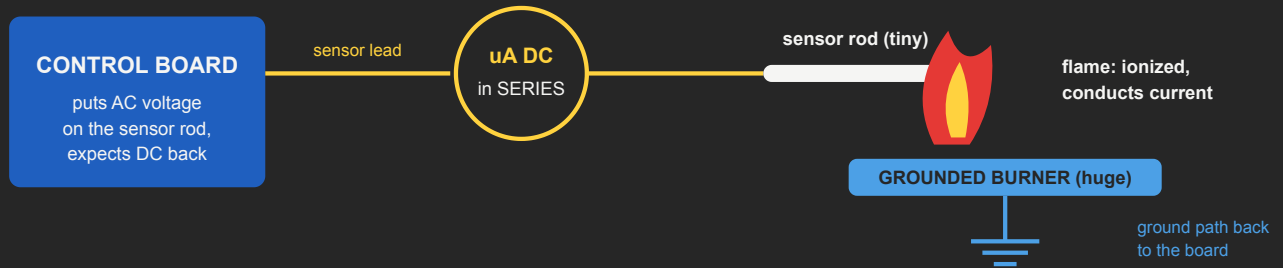 CONTROL BOARD
puts AC voltage
on the sensor rod,
expects DC back
sensor lead
uA DC
in SERIES
sensor rod (tiny)
flame: ionized,
conducts current
GROUNDED BURNER (huge)
ground path back
to the board